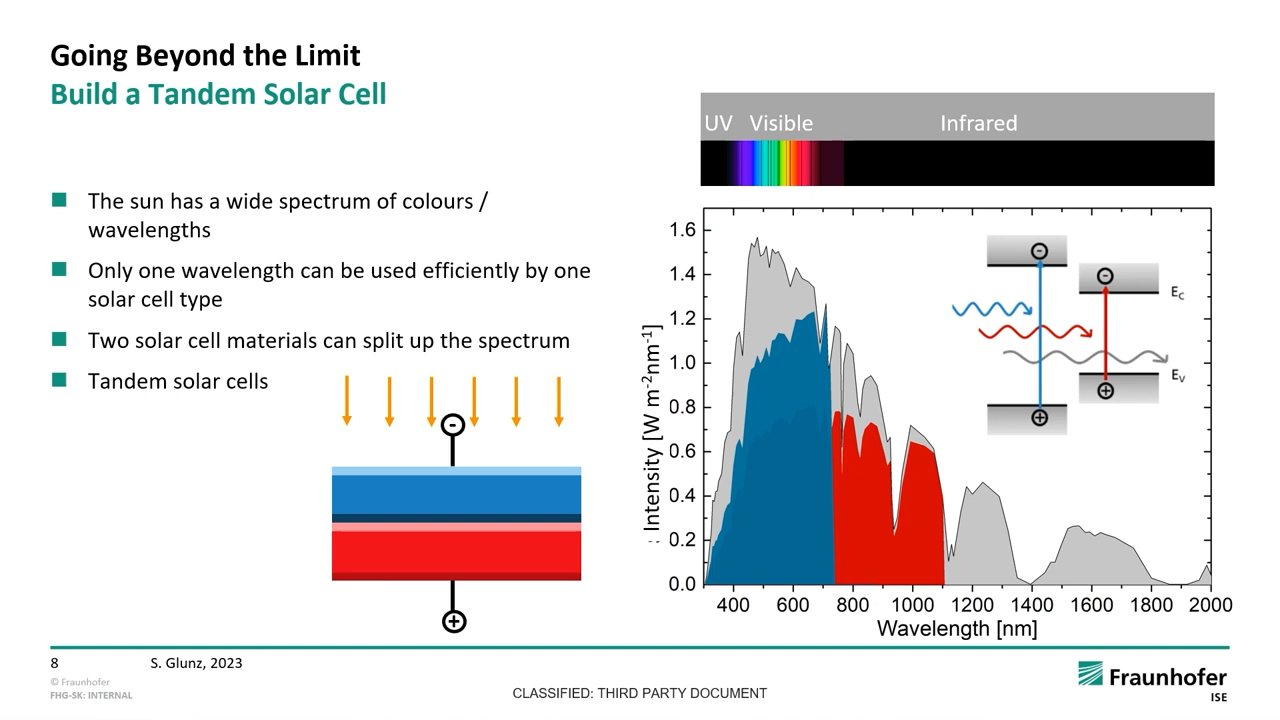 Going Beyond the Limit
Build a Tandem Solar Cell
The sun has a wide spectrum of colours /
wavelengths
Only one wavelength can be used efficiently by one
solar cell type
Two solar cell materials can split up the spectrum
Tandem solar cells
-
+
UV Visible Infrared
1.6
1.4
1.2
1.0
0.8
0.6
0.4
0.2
0.0
Intensity [W m-2nm-1]
400 600 800 1000 1200 1400 1600 1800 2000
Wavelength [nm]
- -
EC
EV
+ +
8 S. Glunz, 2023
© Fraunhofer
FHG-SK: INTERNAL
CLASSIFIED: THIRD PARTY DOCUMENT
Fraunhofer
ISE